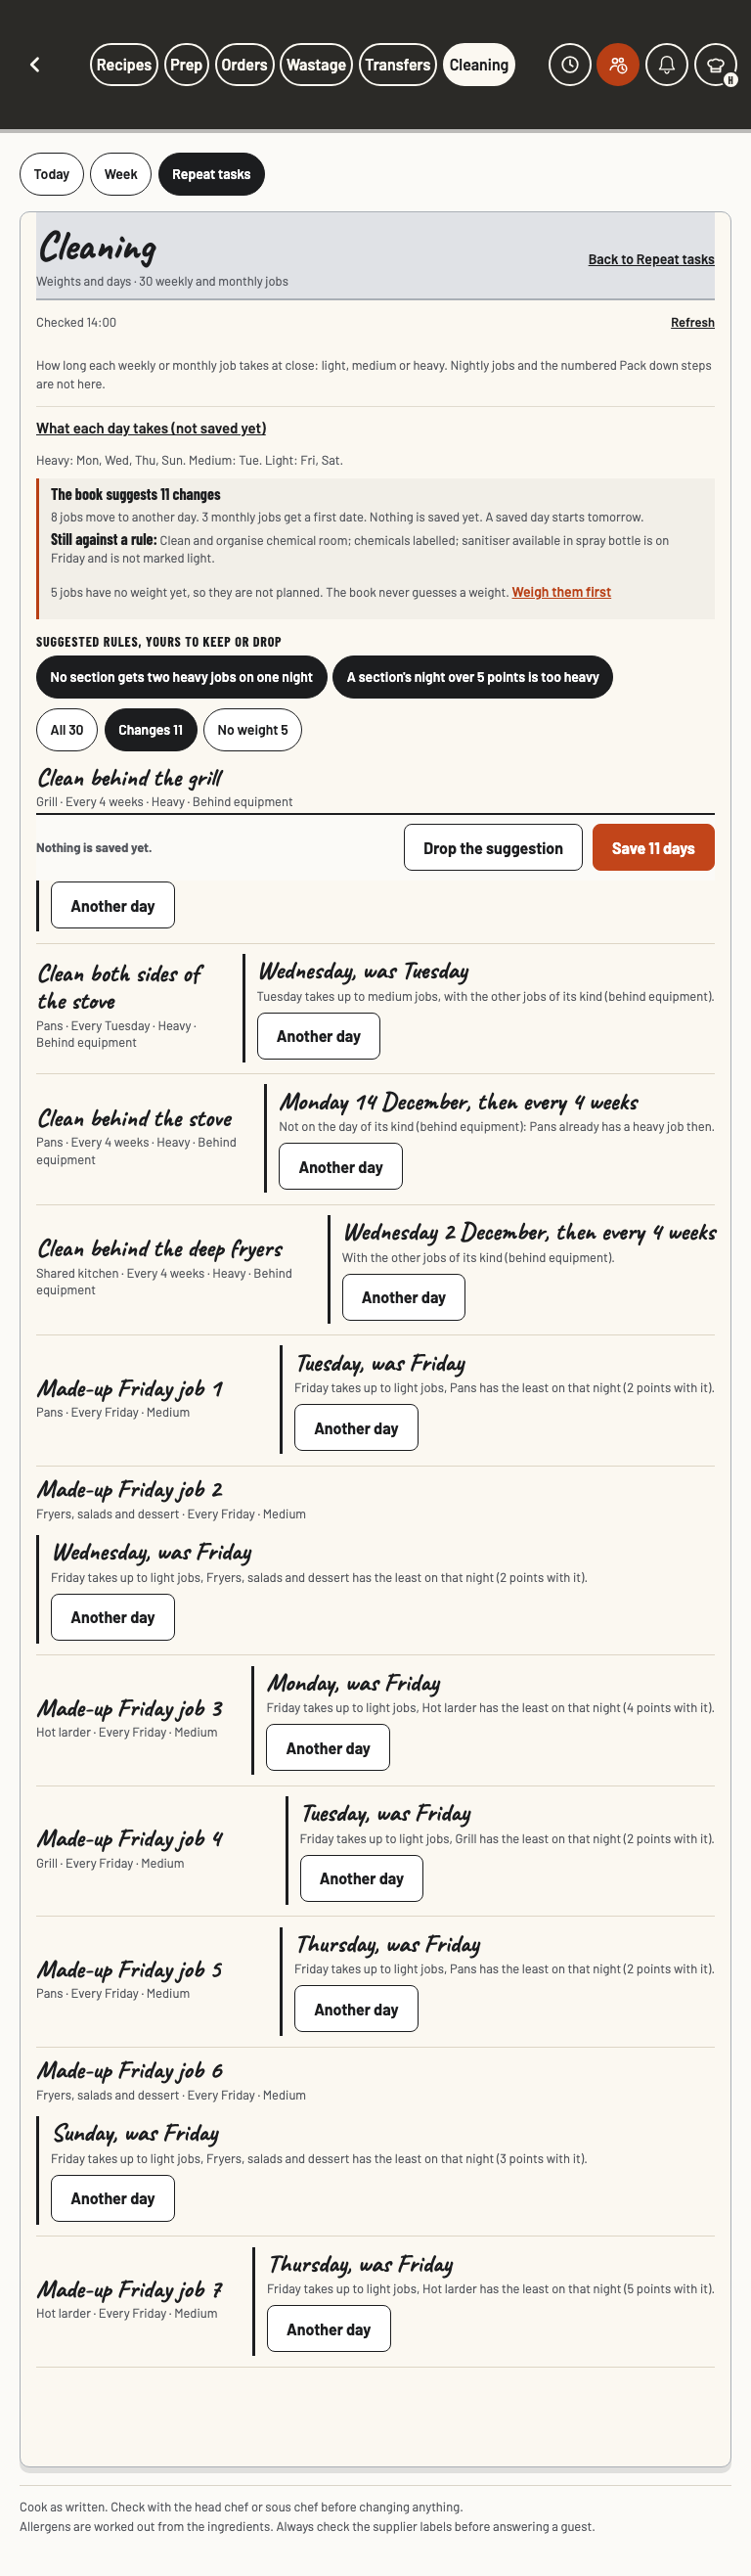 Recipes Prep Orders Wastage Transfers Cleaning
H
Today Week Repeat tasks
Cleaning
Back to Repeat tasks
Weights and days · 30 weekly and monthly jobs
Checked 14:00
Refresh
How long each weekly or monthly job takes at close: light, medium or heavy. Nightly jobs and the numbered Pack down steps
are not here.
What each day takes (not saved yet)
Heavy: Mon, Wed, Thu, Sun. Medium: Tue. Light: Fri, Sat.
The book suggests 11 changes
8 jobs move to another day. 3 monthly jobs get a first date. Nothing is saved yet. A saved day starts tomorrow.
Still against a rule: Clean and organise chemical room; chemicals labelled; sanitiser available in spray bottle is on
Friday and is not marked light.
5 jobs have no weight yet, so they are not planned. The book never guesses a weight. Weigh them first
SUGGESTED RULES, YOURS TO KEEP OR DROP
No section gets two heavy jobs on one night
A section's night over 5 points is too heavy
All 30 Changes 11 No weight 5
Clean behind the grill
Grill · Every 4 weeks · Heavy · Behind equipment
Nothing is saved yet.
Drop the suggestion
Save 11 days
Another day
Clean both sides of
the stove
Pans · Every Tuesday · Heavy ·
Behind equipment
Wednesday, was Tuesday
Tuesday takes up to medium jobs, with the other jobs of its kind (behind equipment).
Another day
Clean behind the stove
Pans · Every 4 weeks · Heavy · Behind
equipment
Monday 14 December, then every 4 weeks
Not on the day of its kind (behind equipment): Pans already has a heavy job then.
Another day
Clean behind the deep fryers
Shared kitchen · Every 4 weeks · Heavy · Behind
equipment
Wednesday 2 December, then every 4 weeks
With the other jobs of its kind (behind equipment).
Another day
Made-up Friday job 1
Pans · Every Friday · Medium
Tuesday, was Friday
Friday takes up to light jobs, Pans has the least on that night (2 points with it).
Another day
Made-up Friday job 2
Fryers, salads and dessert · Every Friday · Medium
Wednesday, was Friday
Friday takes up to light jobs, Fryers, salads and dessert has the least on that night (2 points with it).
Another day
Made-up Friday job 3
Hot larder · Every Friday · Medium
Monday, was Friday
Friday takes up to light jobs, Hot larder has the least on that night (4 points with it).
Another day
Made-up Friday job 4
Grill · Every Friday · Medium
Tuesday, was Friday
Friday takes up to light jobs, Grill has the least on that night (2 points with it).
Another day
Made-up Friday job 5
Pans · Every Friday · Medium
Thursday, was Friday
Friday takes up to light jobs, Pans has the least on that night (2 points with it).
Another day
Made-up Friday job 6
Fryers, salads and dessert · Every Friday · Medium
Sunday, was Friday
Friday takes up to light jobs, Fryers, salads and dessert has the least on that night (3 points with it).
Another day
Made-up Friday job 7
Hot larder · Every Friday · Medium
Thursday, was Friday
Friday takes up to light jobs, Hot larder has the least on that night (5 points with it).
Another day
Cook as written. Check with the head chef or sous chef before changing anything.
Allergens are worked out from the ingredients. Always check the supplier labels before answering a guest.